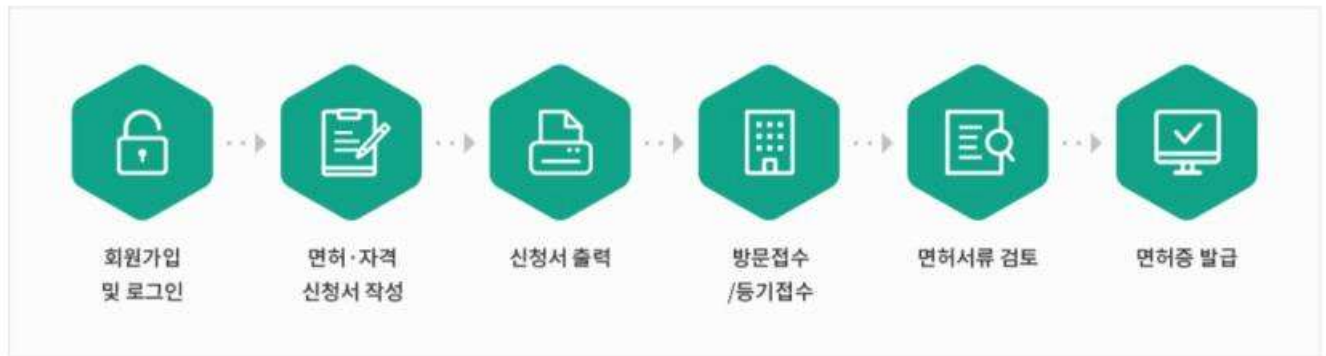 회원가입
및 로그인
면허·자격
신청서 작성
신청서 출력
방문접수
/등기접수
면허서류 검토
면허증 발급